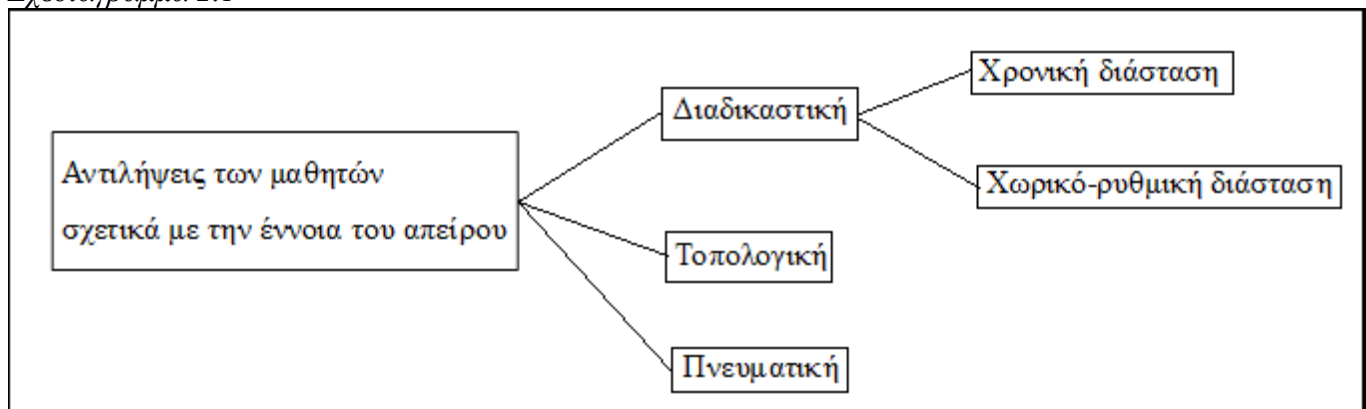 Αντιλήψεις των μαθητών
σχετικά με την έννοια του απείρου
Διαδικαστική
Χρονική διάσταση
Χωρικό-ρυθμική διάσταση
Τοπολογική
Πνευματική